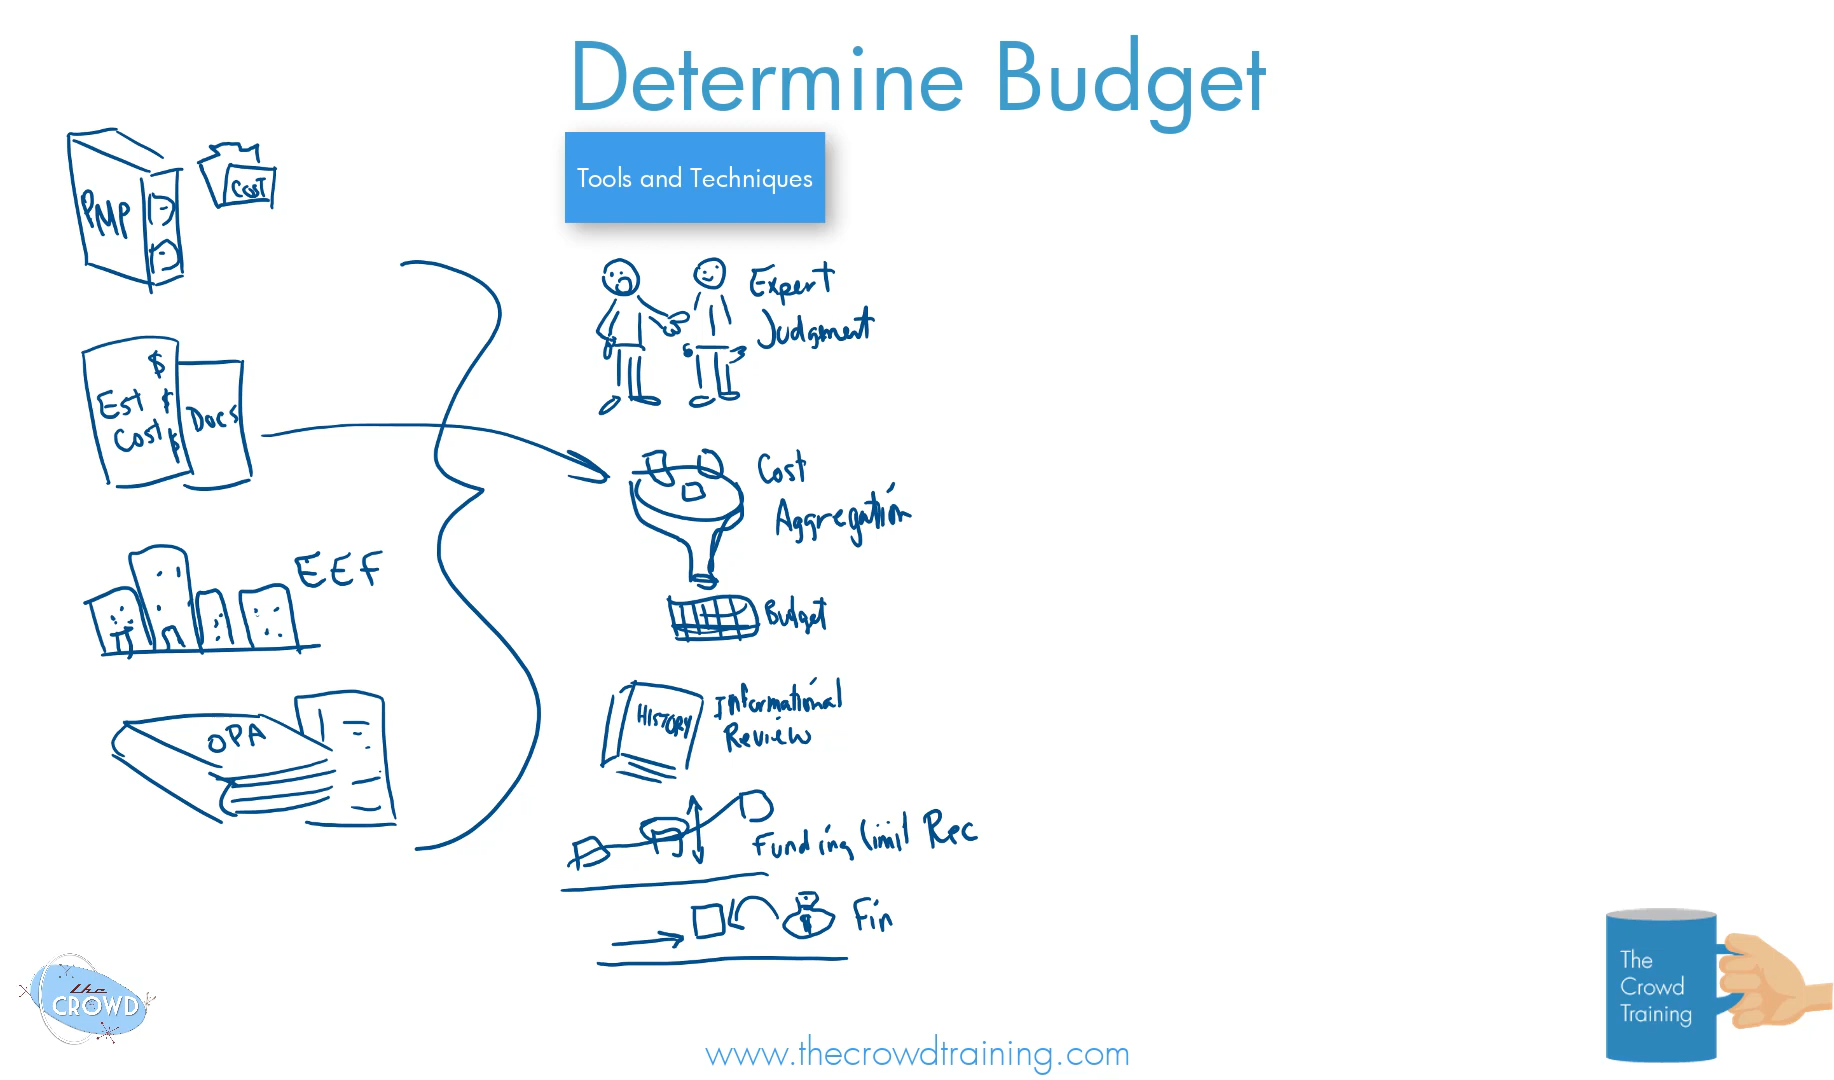 Determine Budget
Tools and Techniques
PMP
COST
Est $
Cost $
$
Docs
EEF
OPA
Expert
Judgment
Cost
Aggregation
Budget
HISTORY
Informational
Review
Funding limit Rec
Fin
the
CROWD
www.thecrowdtraining.com
The
Crowd
Training